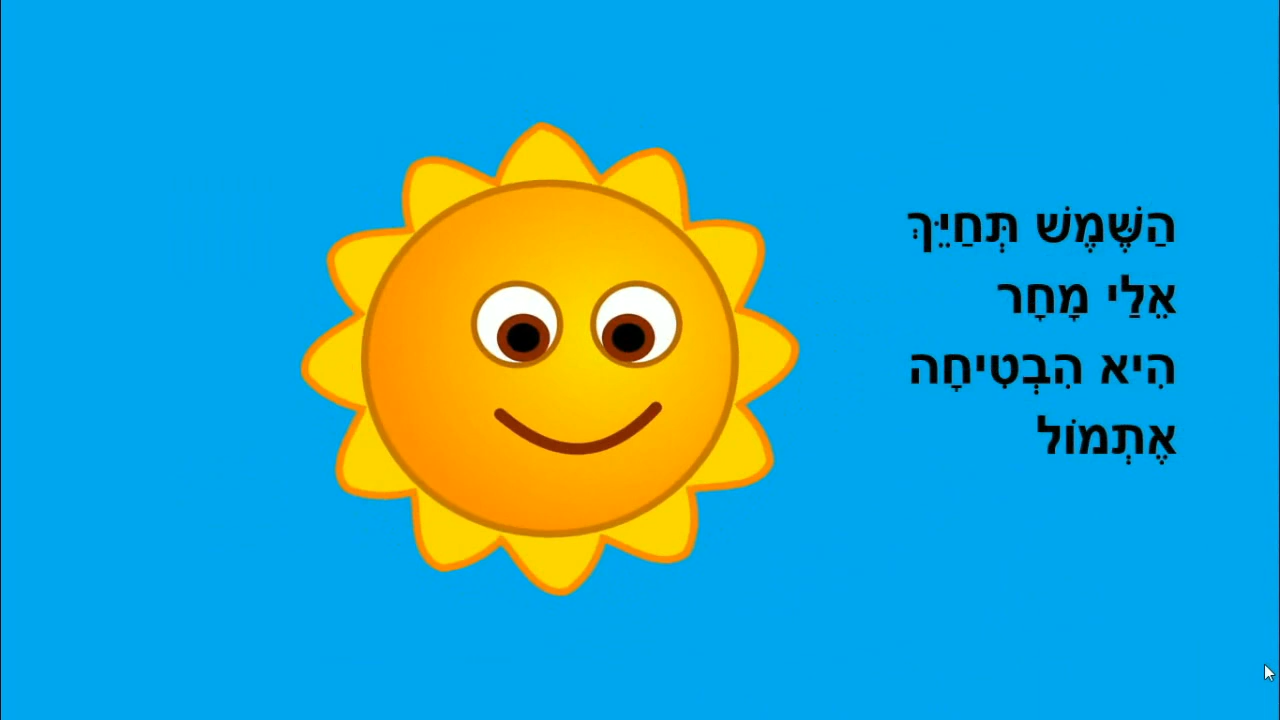 הַשֶּׁמֶשׁ תְּחַיֵּךְ
אֵלַי מָחָר
הִיא הִבְטִיחָה
אֶתְמוֹל